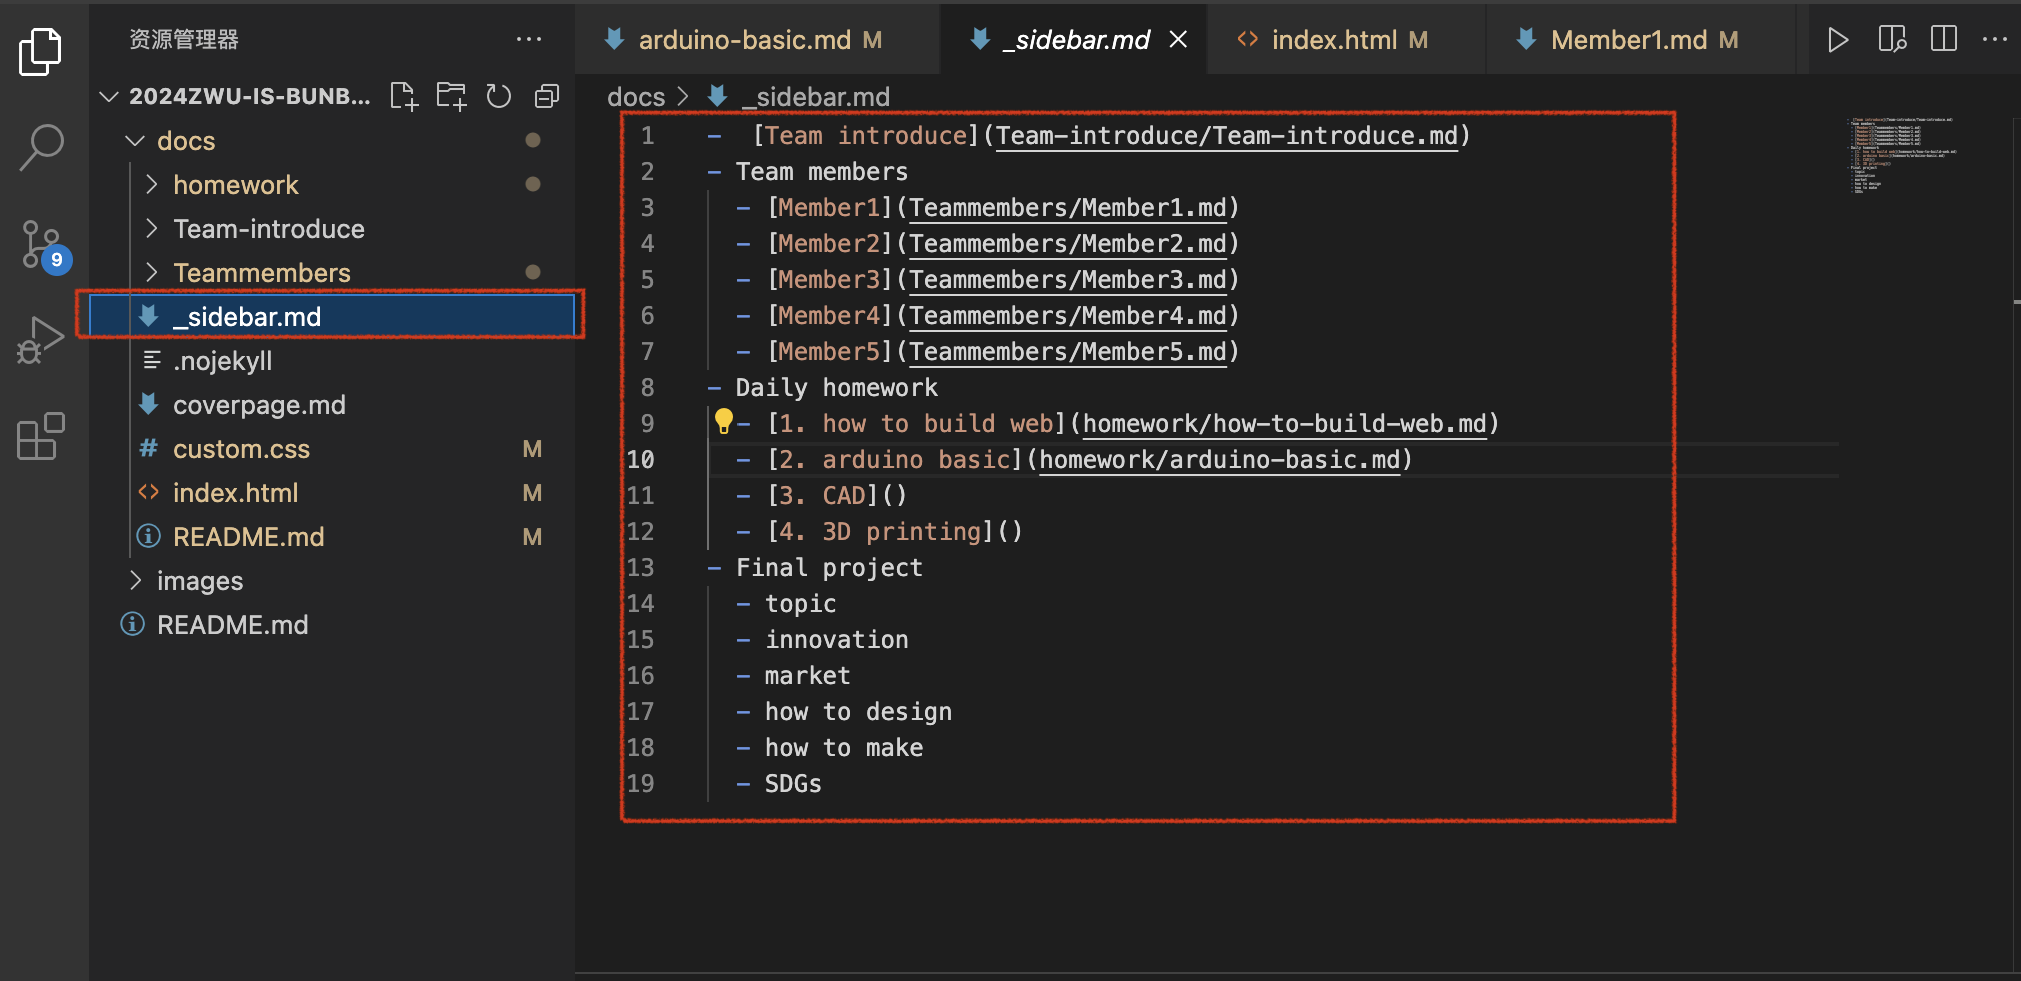 资源管理器
2024ZWU-IS-BUNB...
docs
homework
Team-introduce
Teammembers
_sidebar.md
.nojekyll
coverpage.md
# custom.css M
<> index.html M
README.md M
images
README.md
9
arduino-basic.md M
_sidebar.md
<> index.html M
Member1.md M
docs > _sidebar.md
1 - [Team introduce](Team-introduce/Team-introduce.md)
2 - Team members
3 - [Member1](Teammembers/Member1.md)
4 - [Member2](Teammembers/Member2.md)
5 - [Member3](Teammembers/Member3.md)
6 - [Member4](Teammembers/Member4.md)
7 - [Member5](Teammembers/Member5.md)
8 - Daily homework
9 - [1. how to build web](homework/how-to-build-web.md)
10 - [2. arduino basic](homework/arduino-basic.md)
11 - [3. CAD]()
12 - [4. 3D printing]()
13 - Final project
14 - topic
15 - innovation
16 - market
17 - how to design
18 - how to make
19 - SDGs